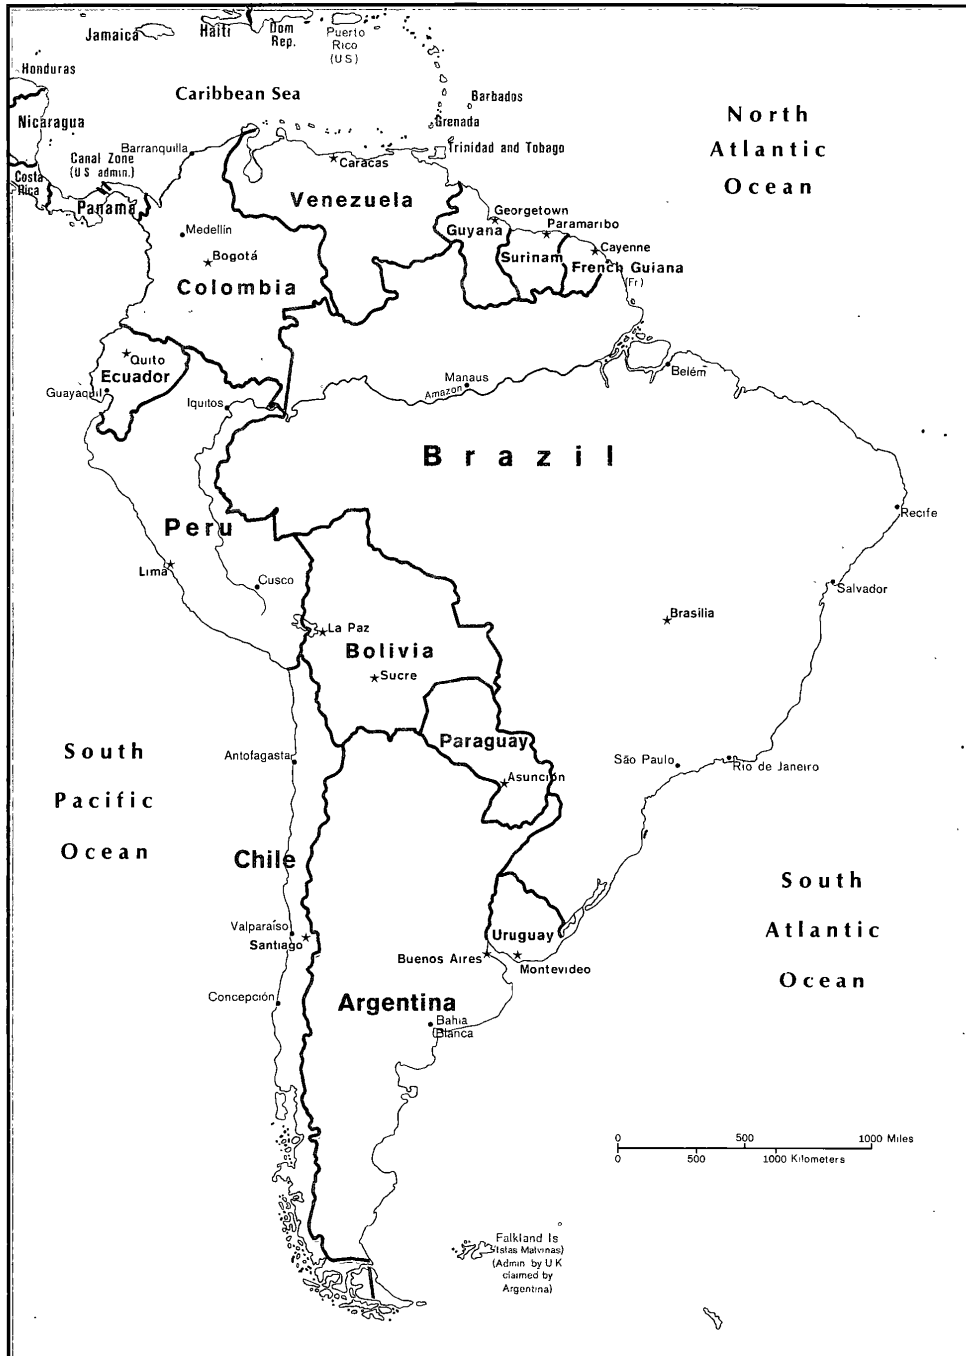 Jamaica
Haiti
Dom
Rep.
Puerto
Rico
(US)
Honduras
Caribbean Sea
Barbados
Nicaragua
Grenada
North
Atlantic
Ocean
Barranquilla
Trinidad and Tobago
Canal Zone
(US admin.)
Caracas
Costa
Rica
Panama
Venezuela
Georgetown
Medellín
Guyana
Paramaribo
Bogotá
Surinam
Cayenne
French Guiana
(Fr)
Colombia
Quito
Ecuador
Guayaquil
Iquitos
Manaus
Amazon
Belém
Brazil
Recife
Peru
Lima
Cusco
Salvador
La Paz
Brasilia
Bolivia
Sucre
South
Pacific
Ocean
Paraguay
Antofagasta
São Paulo
Rio de Janeiro
Asunción
Chile
South
Atlantic
Ocean
Valparaíso
Santiago
Uruguay
Buenos Aires
Montevideo
Concepción
Argentina
Bahia
Blanca
0 500 1000 Miles
0 500 1000 Kilometers
Falkland Is
(Islas Malvinas)
(Admin by U K
claimed by
Argentina)